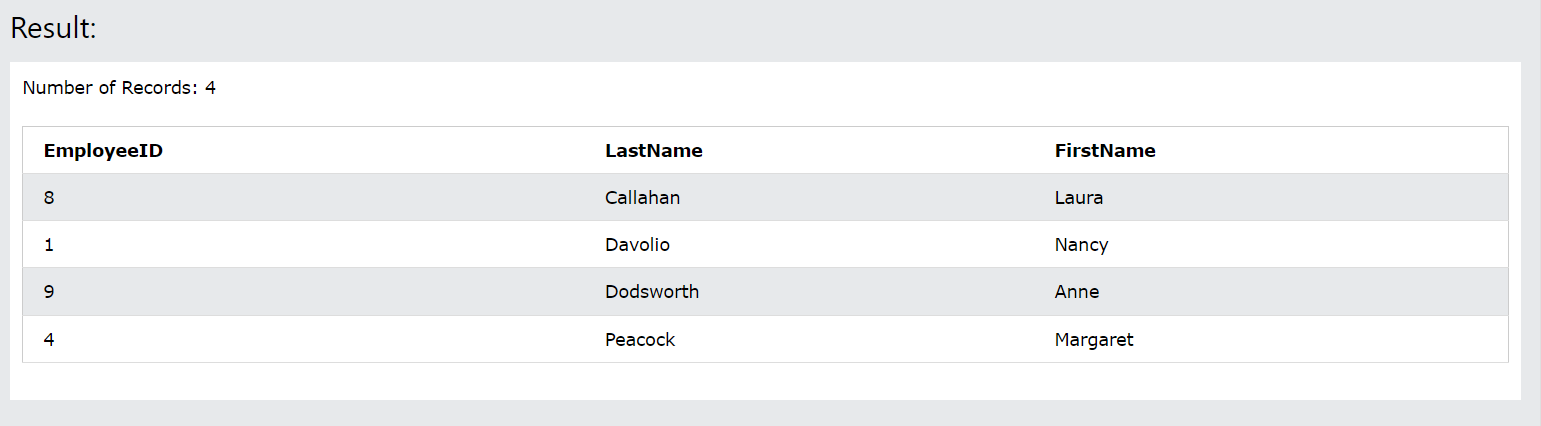 Result:
Number of Records: 4
EmployeeID LastName FirstName
8 Callahan Laura
1 Davolio Nancy
9 Dodsworth Anne
4 Peacock Margaret